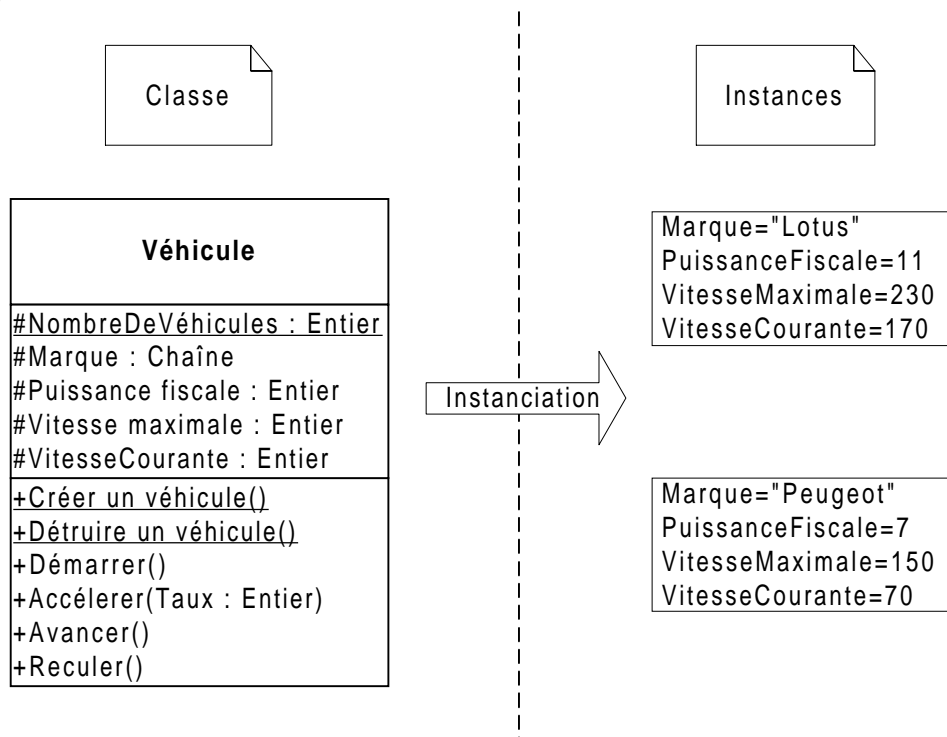 Classe
Instances
Véhicule
#NombreDeVéhicules : Entier
#Marque : Chaîne
#Puissance fiscale : Entier
#Vitesse maximale : Entier
#VitesseCourante : Entier
+Créer un véhicule()
+Détruire un véhicule()
+Démarrer()
+Accélerer(Taux : Entier)
+Avancer()
+Reculer()
Instanciation
Marque="Lotus"
PuissanceFiscale=11
VitesseMaximale=230
VitesseCourante=170
Marque="Peugeot"
PuissanceFiscale=7
VitesseMaximale=150
VitesseCourante=70